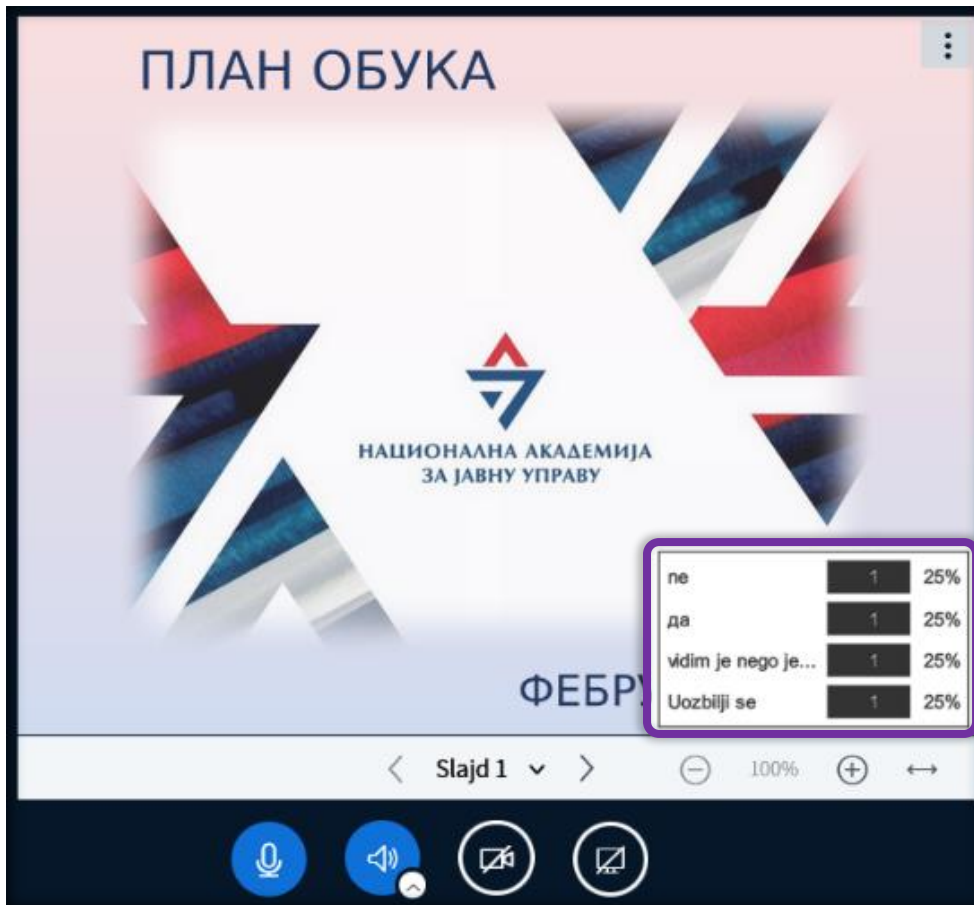 ПЛАН ОБУКА
НАЦИОНАЛНА АКАДЕМИЈА
ЗА ЈАВНУ УПРАВУ
ФЕБРУ
ne 1 25%
да 1 25%
vidim je nego je... 1 25%
Uozbilji se 1 25%
Slajd 1 100%